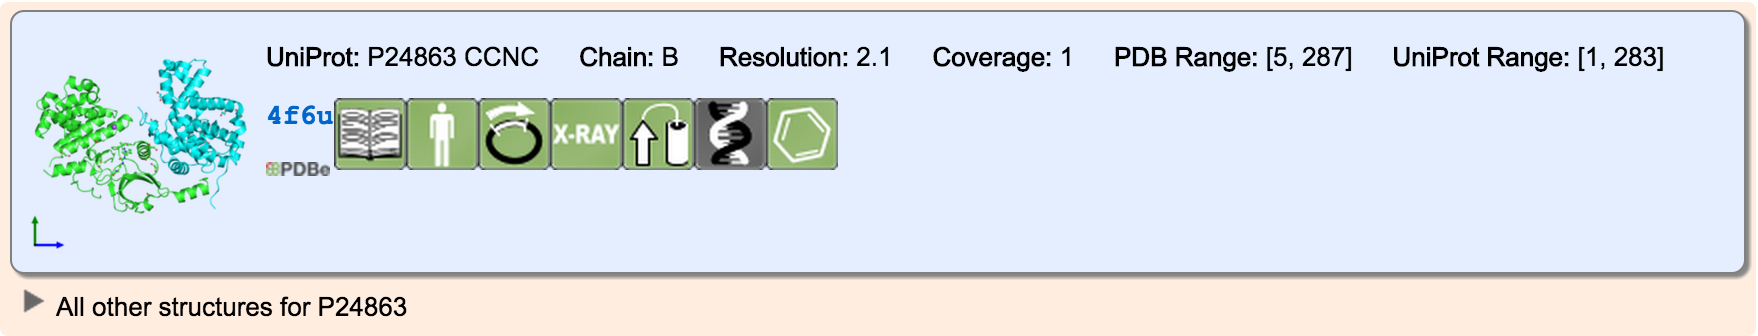 UniProt: P24863 CCNC Chain: B Resolution: 2.1 Coverage: 1 PDB Range: [5, 287] UniProt Range: [1, 283]
4f6u
X-RAY
PDBe
All other structures for P24863